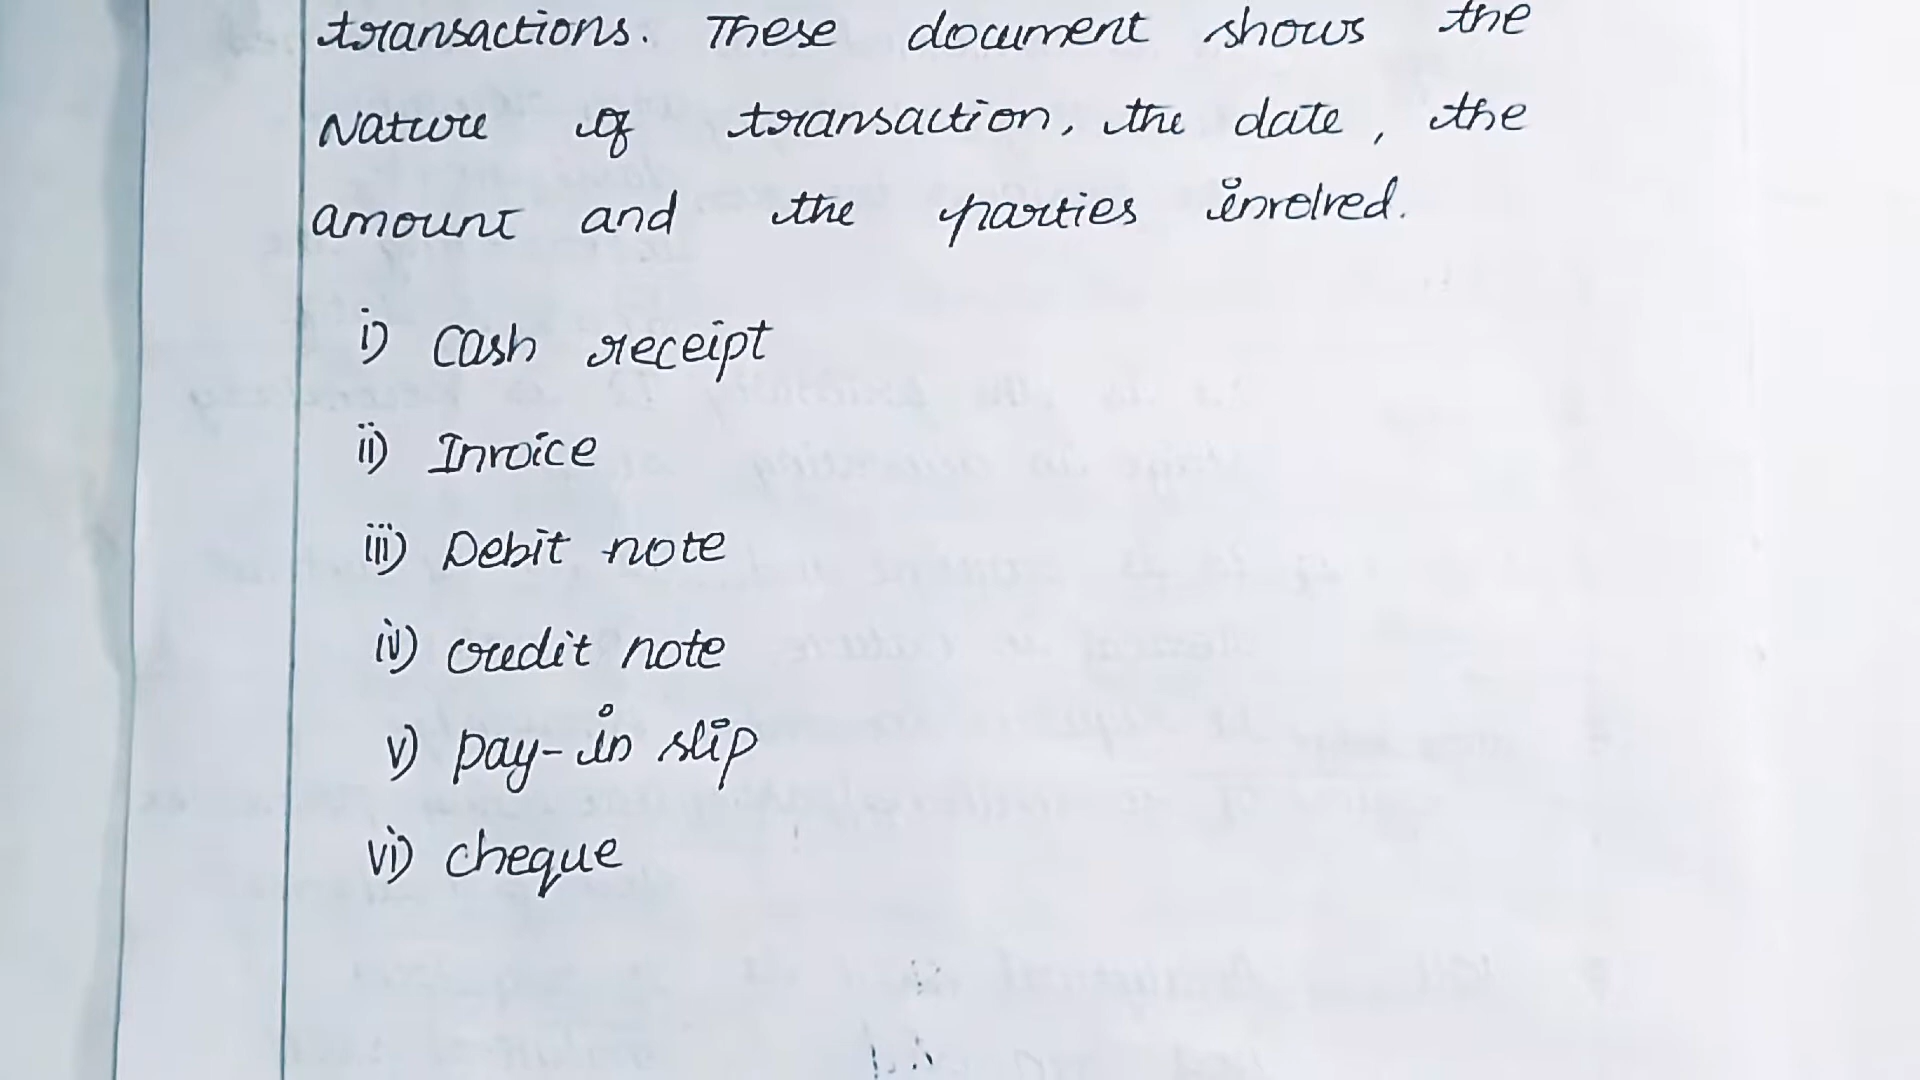 transactions. These document shows the
Nature of transaction, the date, the
amount and the parties involved.
i) Cash receipt
ii) Invoice
iii) Debit note
iv) credit note
v) pay-in slip
vi) cheque